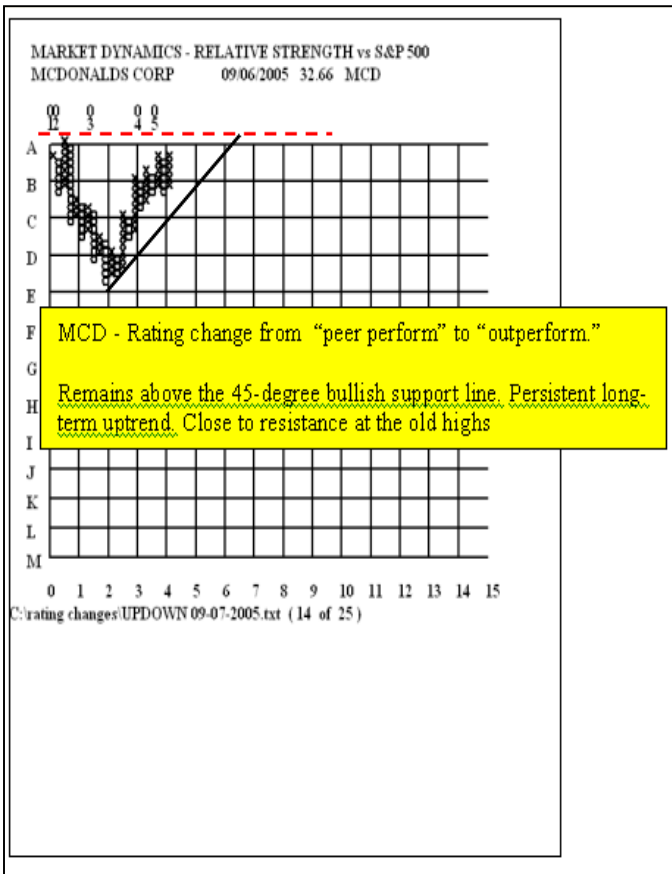 MARKET DYNAMICS - RELATIVE STRENGTH vs S&P 500
MCDONALDS CORP 09/06/2005 32.66 MCD
00 0 0 0
12 3 4 5
A
B
C
D
E
F
G
H
I
J
K
L
M
MCD - Rating change from “peer perform” to “outperform.”
Remains above the 45-degree bullish support line. Persistent long-
term uptrend. Close to resistance at the old highs
0 1 2 3 4 5 6 7 8 9 10 11 12 13 14 15
C:\rating changes\UPDOWN 09-07-2005.txt ( 14 of 25 )